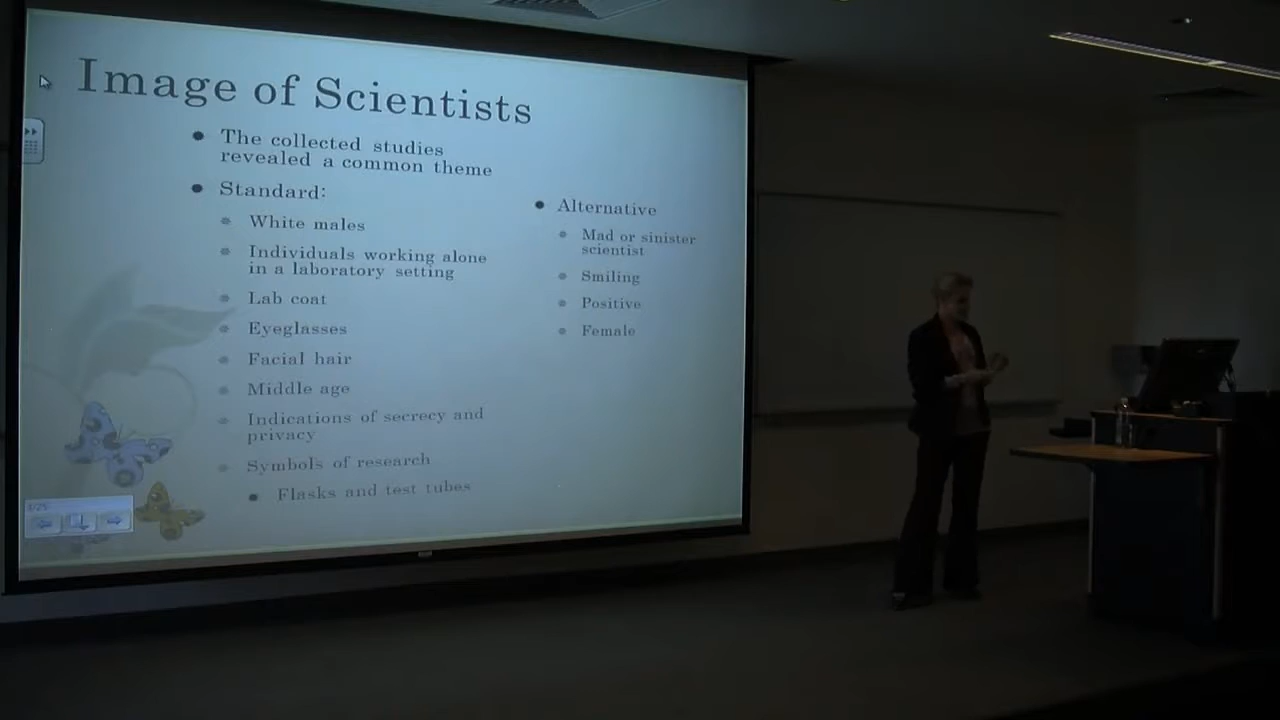 Image of Scientists
The collected studies
revealed a common theme
Standard:
White males
Individuals working alone
in a laboratory setting
Lab coat
Eyeglasses
Facial hair
Middle age
Indications of secrecy and
privacy
Symbols of research
Flasks and test tubes
Alternative
Mad or sinister
scientist
Smiling
Positive
Female